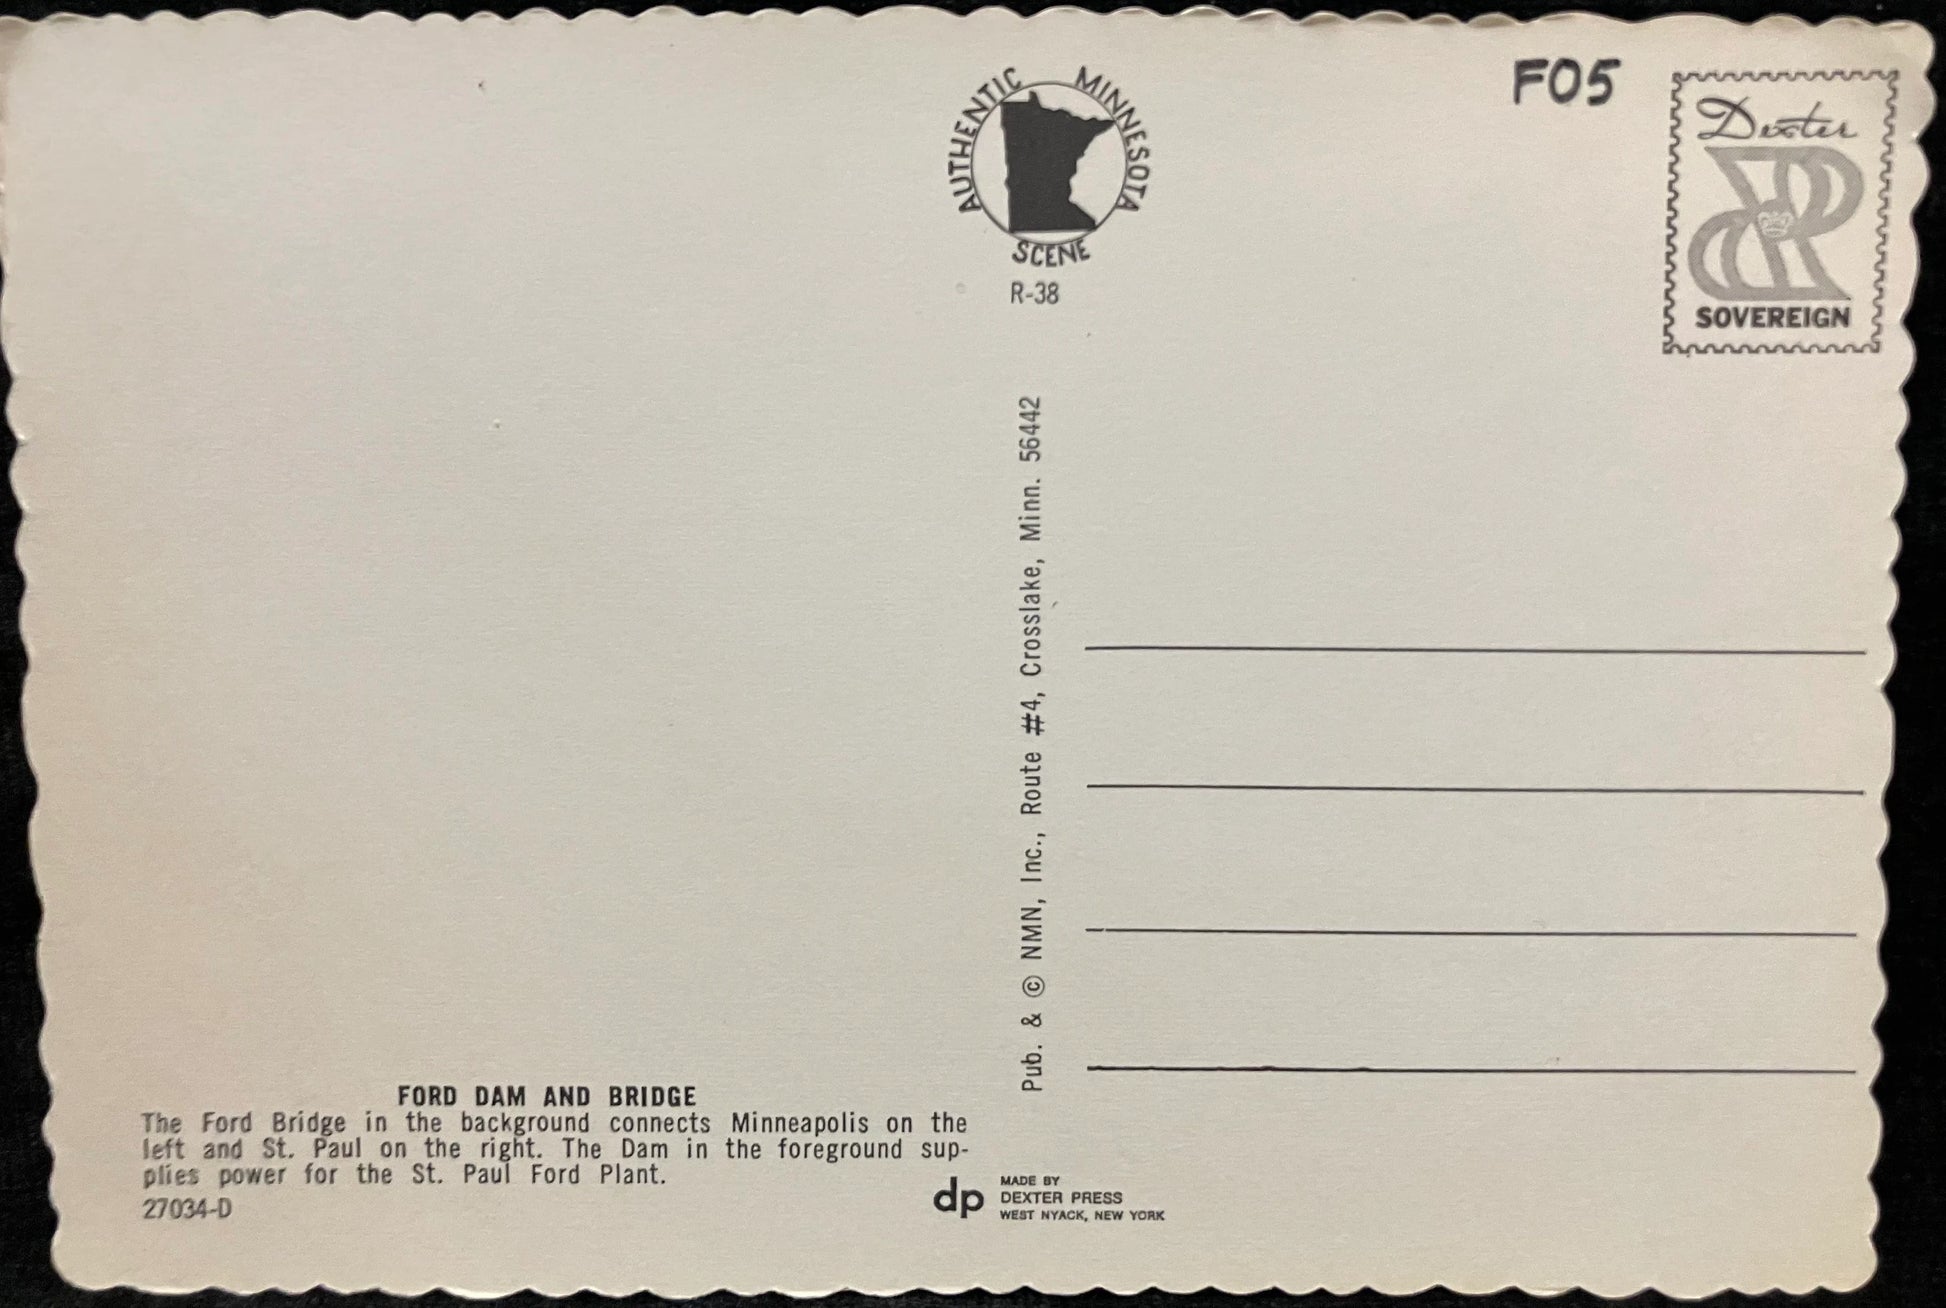 AUTHENTIC MINNESOTA
SCENE
R-38
F05
Dexter
SOVEREIGN
Pub. & © NMN, Inc., Route #4, Crosslake, Minn. 56442
FORD DAM AND BRIDGE
The Ford Bridge in the background connects Minneapolis on the
left and St. Paul on the right. The Dam in the foreground sup-
plies power for the St. Paul Ford Plant.
27034-D
dp
MADE BY
DEXTER PRESS
WEST NYACK, NEW YORK